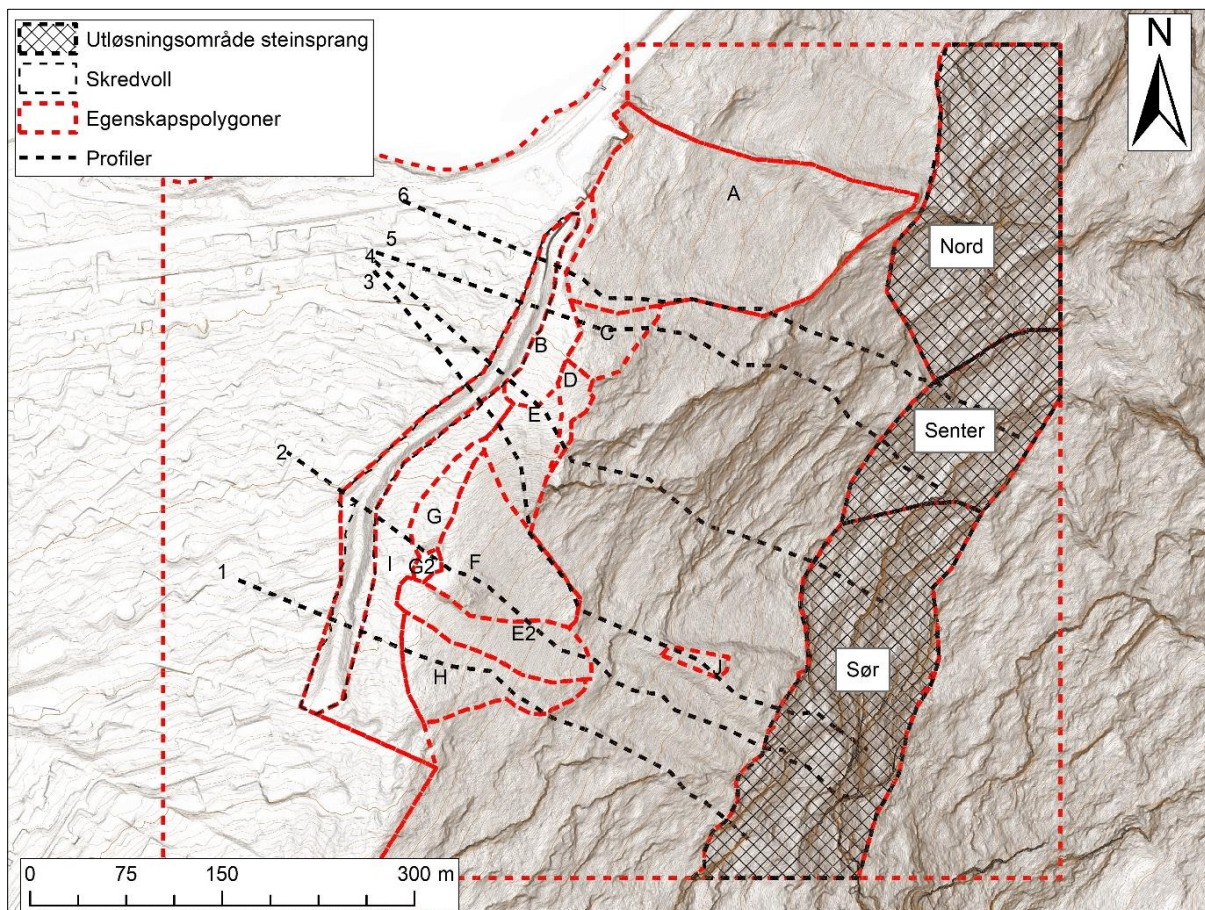 Utløsningsområde steinsprang
Skredvoll
Egenskapspolygoner
Profiler
N
A
6
Nord
5
4
3
C
B
D
E
Senter
2
G
F
I
G2
1
E2
J
H
Sør
0 75 150 300 m